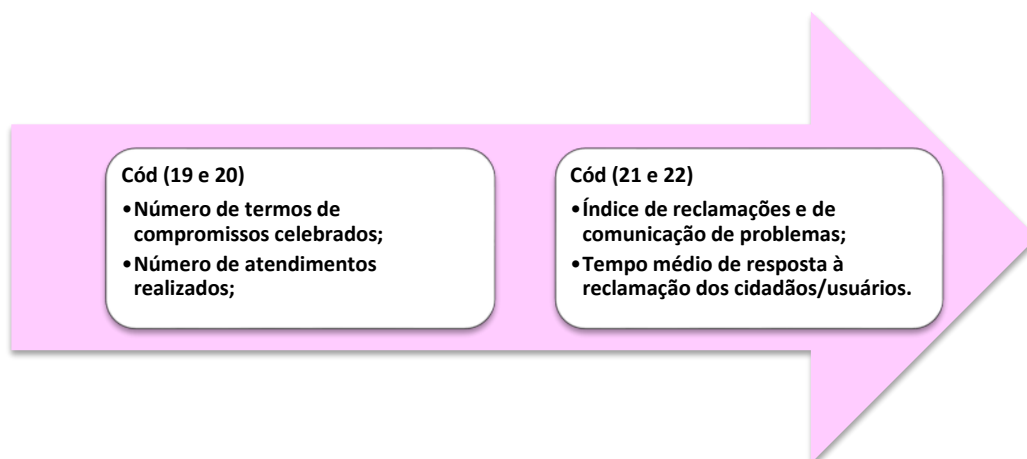 Cód (19 e 20)
•Número de termos de
compromissos celebrados;
•Número de atendimentos
realizados;
Cód (21 e 22)
•Índice de reclamações e de
comunicação de problemas;
•Tempo médio de resposta à
reclamação dos cidadãos/usuários.